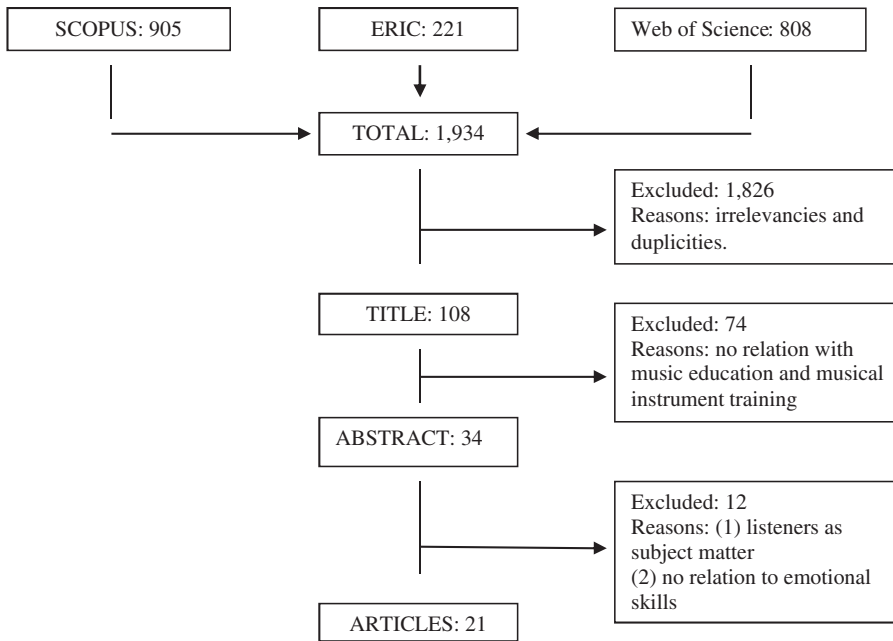 SCOPUS: 905
ERIC: 221
Web of Science: 808
TOTAL: 1,934
Excluded: 1,826
Reasons: irrelevancies and
duplicities.
TITLE: 108
Excluded: 74
Reasons: no relation with
music education and musical
instrument training
ABSTRACT: 34
Excluded: 12
Reasons: (1) listeners as
subject matter
(2) no relation to emotional
skills
ARTICLES: 21